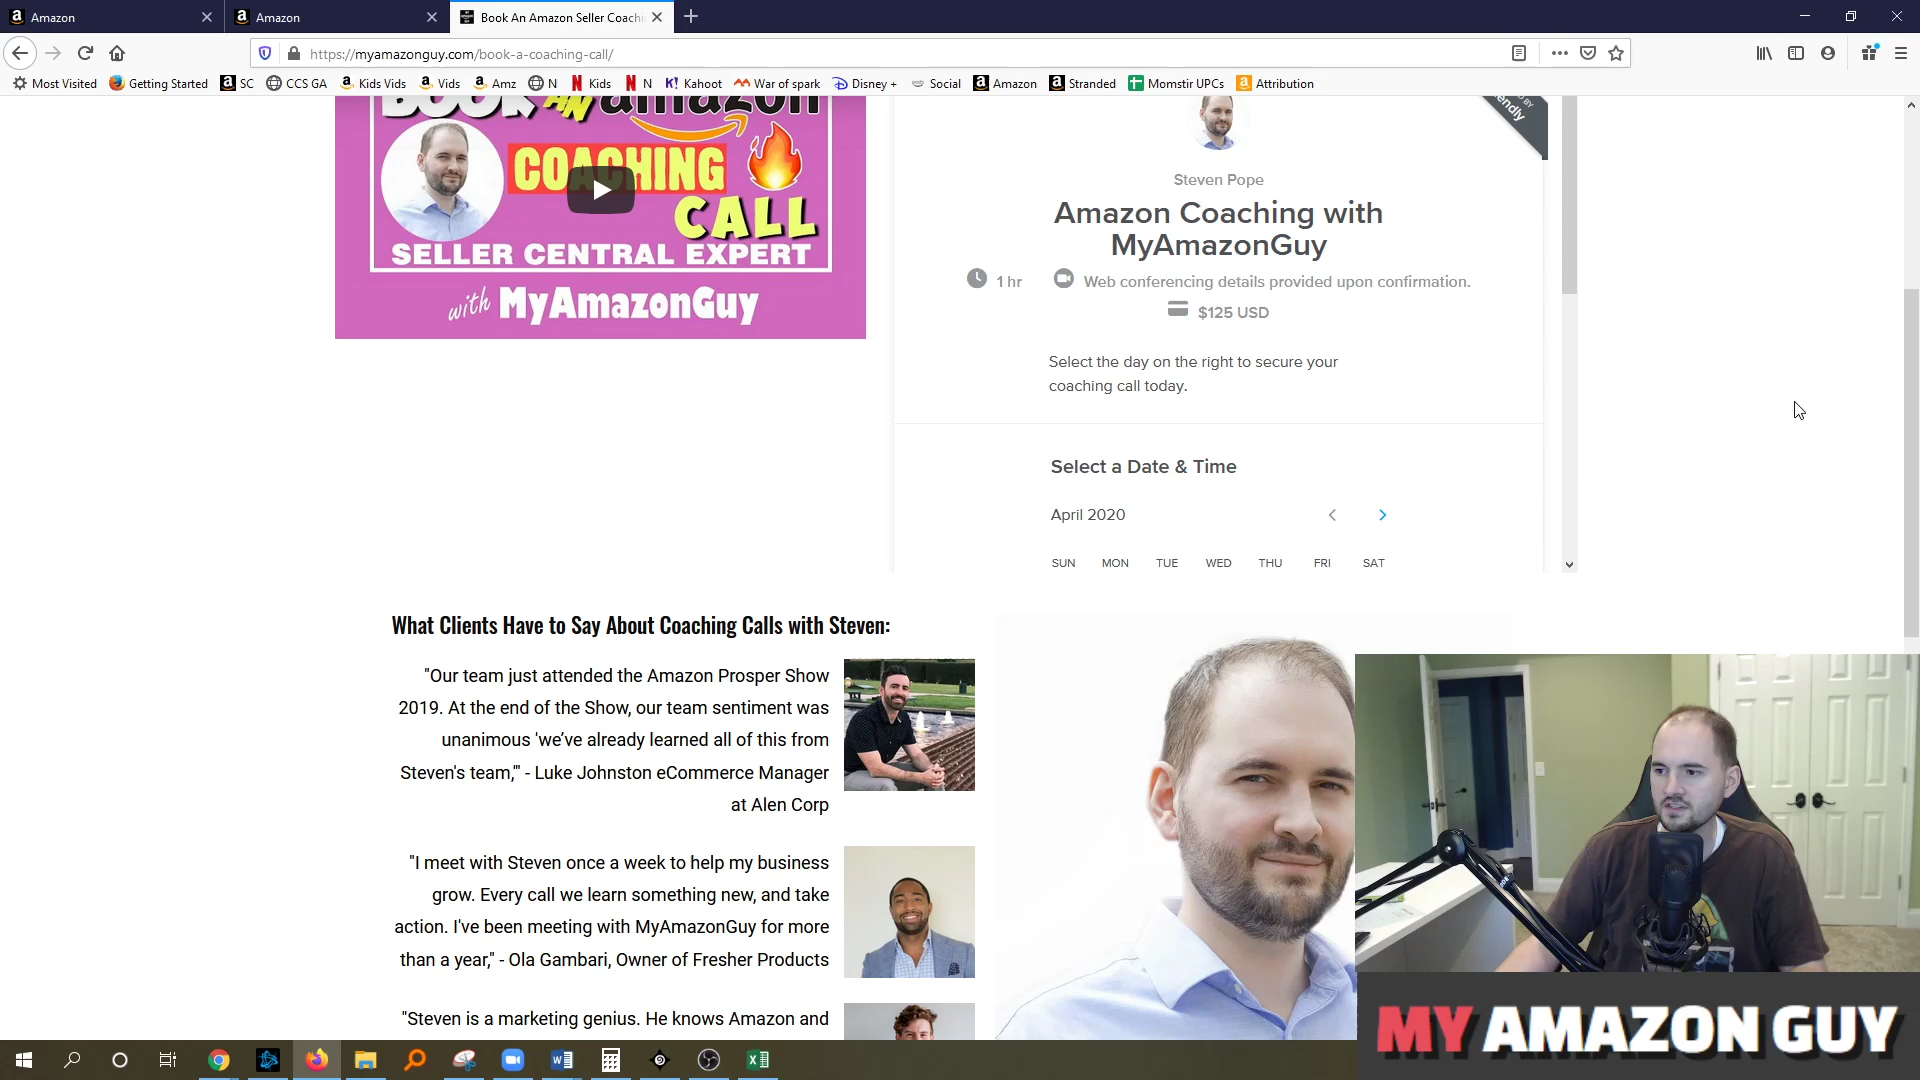 Amazon
Amazon
Book An Amazon Seller Coachi
https://myamazonguy.com/book-a-coaching-call/
Most Visited
Getting Started
SC
CCS GA
Kids Vids
Vids
Amz
N
Kids
N
Kahoot
War of spark
Disney +
Social
Amazon
Stranded
Momstir UPCs
Attribution
BOOK AN amazon
COACHING
CALL
SELLER CENTRAL EXPERT
with MyAmazonGuy
Steven Pope
Amazon Coaching with
MyAmazonGuy
1 hr
Web conferencing details provided upon confirmation.
$125 USD
Select the day on the right to secure your
coaching call today.
Select a Date & Time
April 2020
SUN MON TUE WED THU FRI SAT
What Clients Have to Say About Coaching Calls with Steven:
"Our team just attended the Amazon Prosper Show
2019. At the end of the Show, our team sentiment was
unanimous 'we’ve already learned all of this from
Steven's team,'" - Luke Johnston eCommerce Manager
at Alen Corp
"I meet with Steven once a week to help my business
grow. Every call we learn something new, and take
action. I've been meeting with MyAmazonGuy for more
than a year," - Ola Gambari, Owner of Fresher Products
"Steven is a marketing genius. He knows Amazon and
MY AMAZON GUY